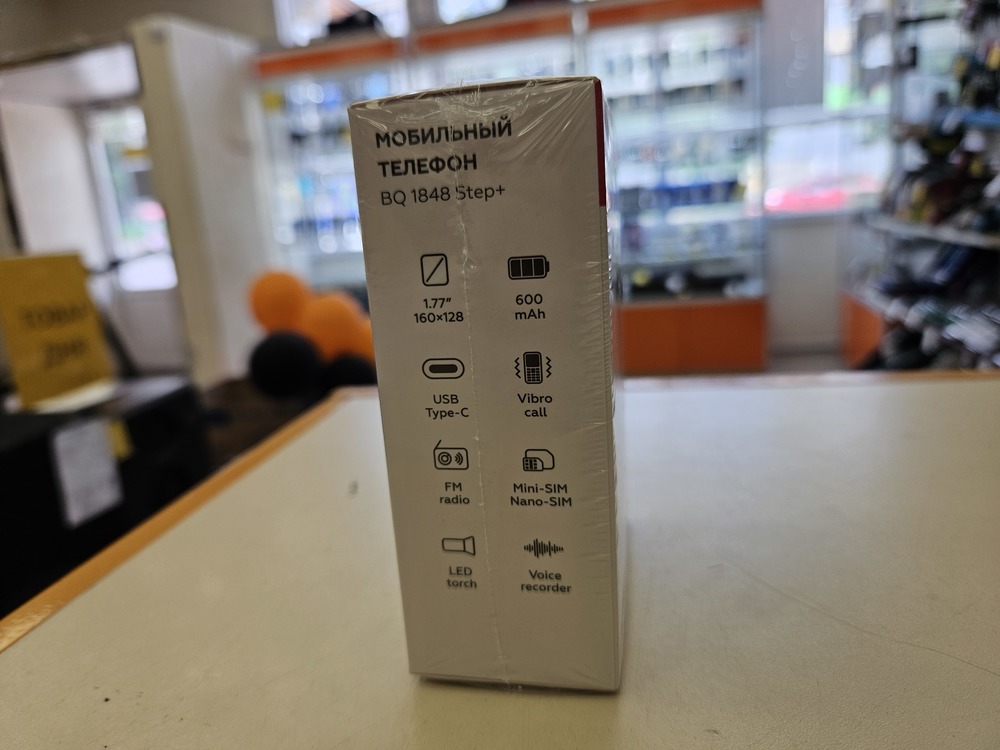 МОБИЛЬНЫЙ
ТЕЛЕФОН
BQ 1848 Step+
1.77"
160×128
600
mAh
USB
Type-C
Vibro
call
FM
radio
Mini-SIM
Nano-SIM
LED
torch
Voice
recorder